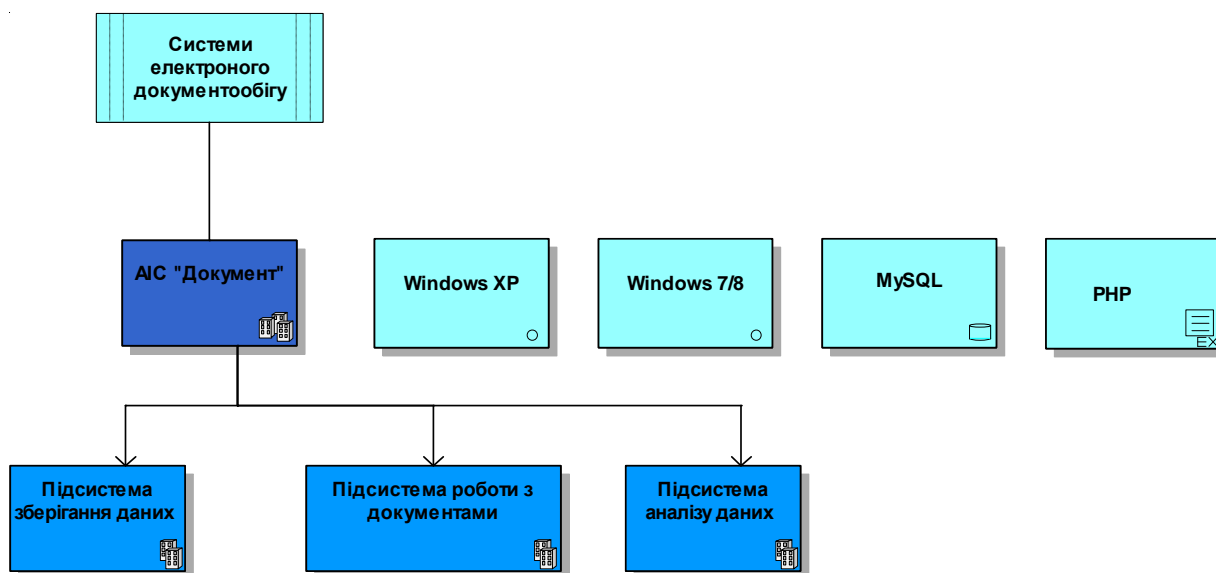 Системи
електроного
документообігу
АІС "Документ"
Windows XP
Windows 7/8
MySQL
PHP
EX
Підсистема
зберігання даних
Підсистема роботи з
документами
Підсистема
аналізу даних